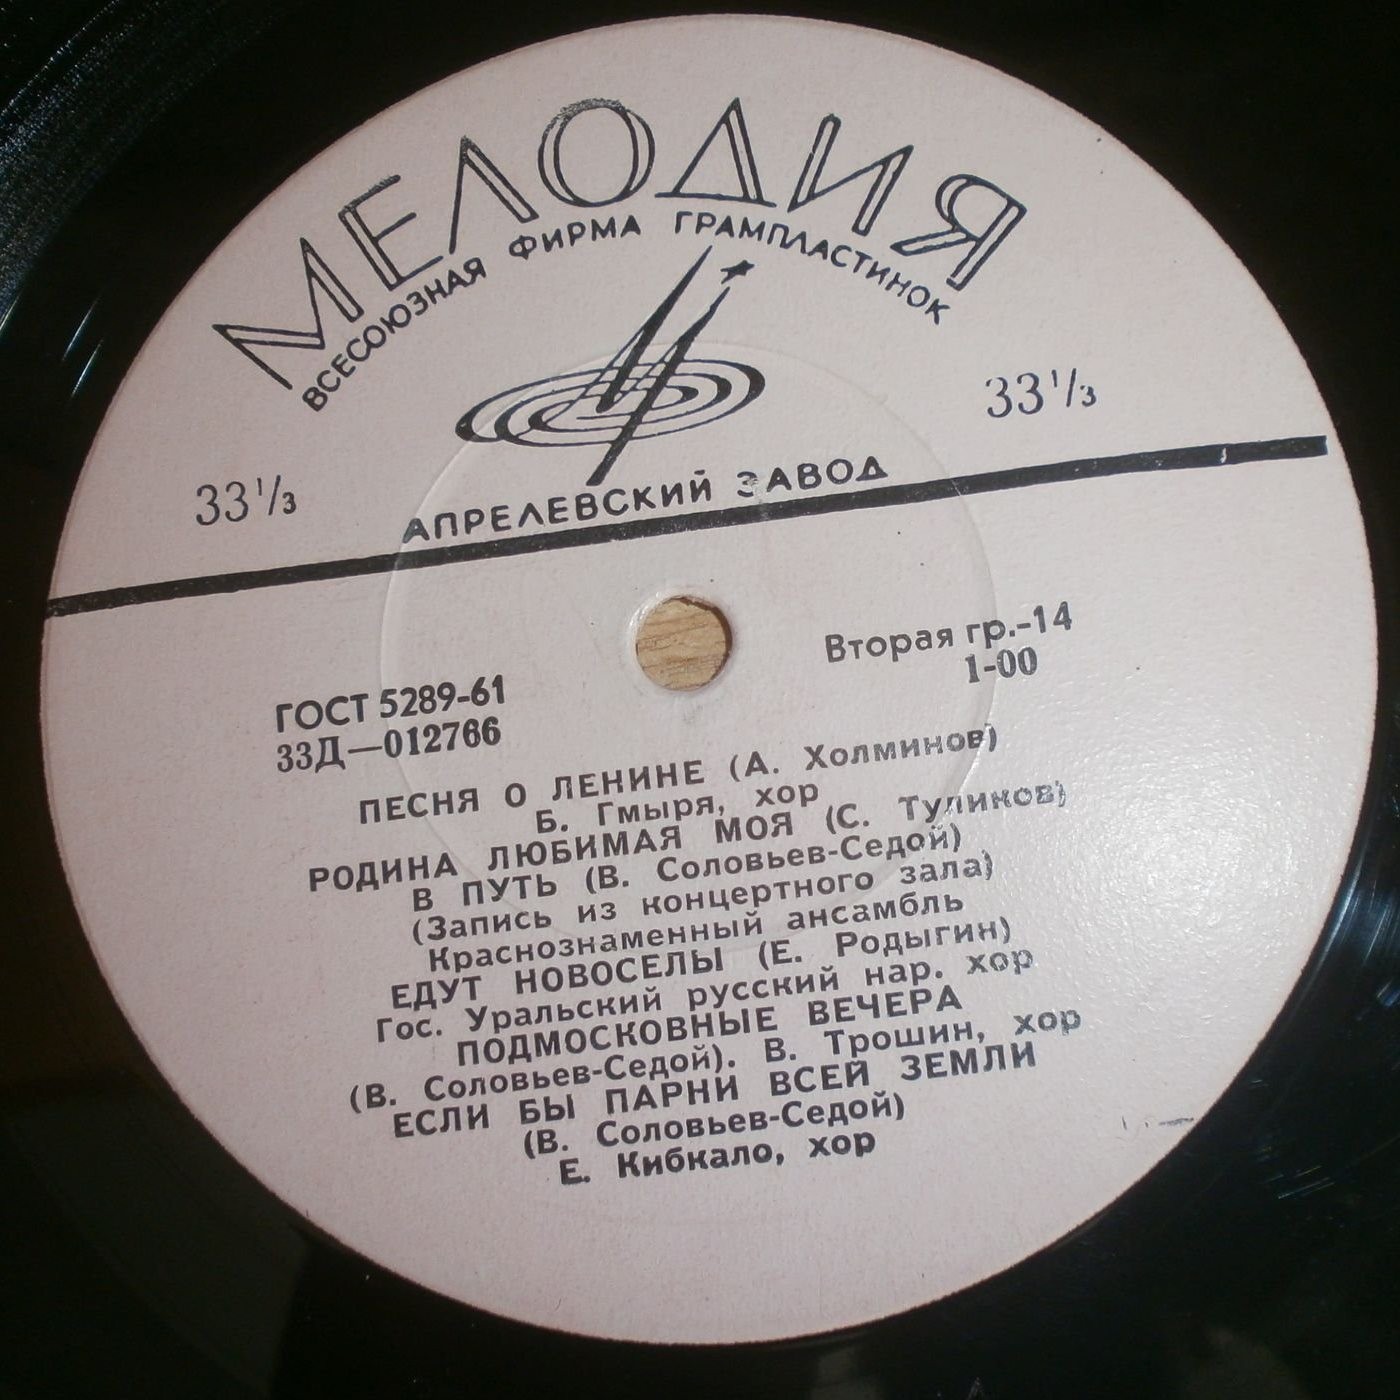 МЕЛОДИЯ
ВСЕСОЮЗНАЯ ФИРМА ГРАМПЛАСТИНОК
33 1/3
33 1/3
АПРЕЛЕВСКИЙ ЗАВОД
Вторая гр.-14
1-00
ГОСТ 5289-61
33Д—012766
ПЕСНЯ О ЛЕНИНЕ (А. Холминов)
Б. Гмыря, хор
РОДИНА ЛЮБИМАЯ МОЯ (С. Туликов)
В ПУТЬ (В. Соловьев-Седой)
(Запись из концертного зала)
Краснознаменный ансамбль
ЕДУТ НОВОСЕЛЫ (Е. Родыгин)
Гос. Уральский русский нар. хор
ПОДМОСКОВНЫЕ ВЕЧЕРА
(В. Соловьев-Седой). В. Трошин, хор
ЕСЛИ БЫ ПАРНИ ВСЕЙ ЗЕМЛИ
(В. Соловьев-Седой)
Е. Кибкало, хор